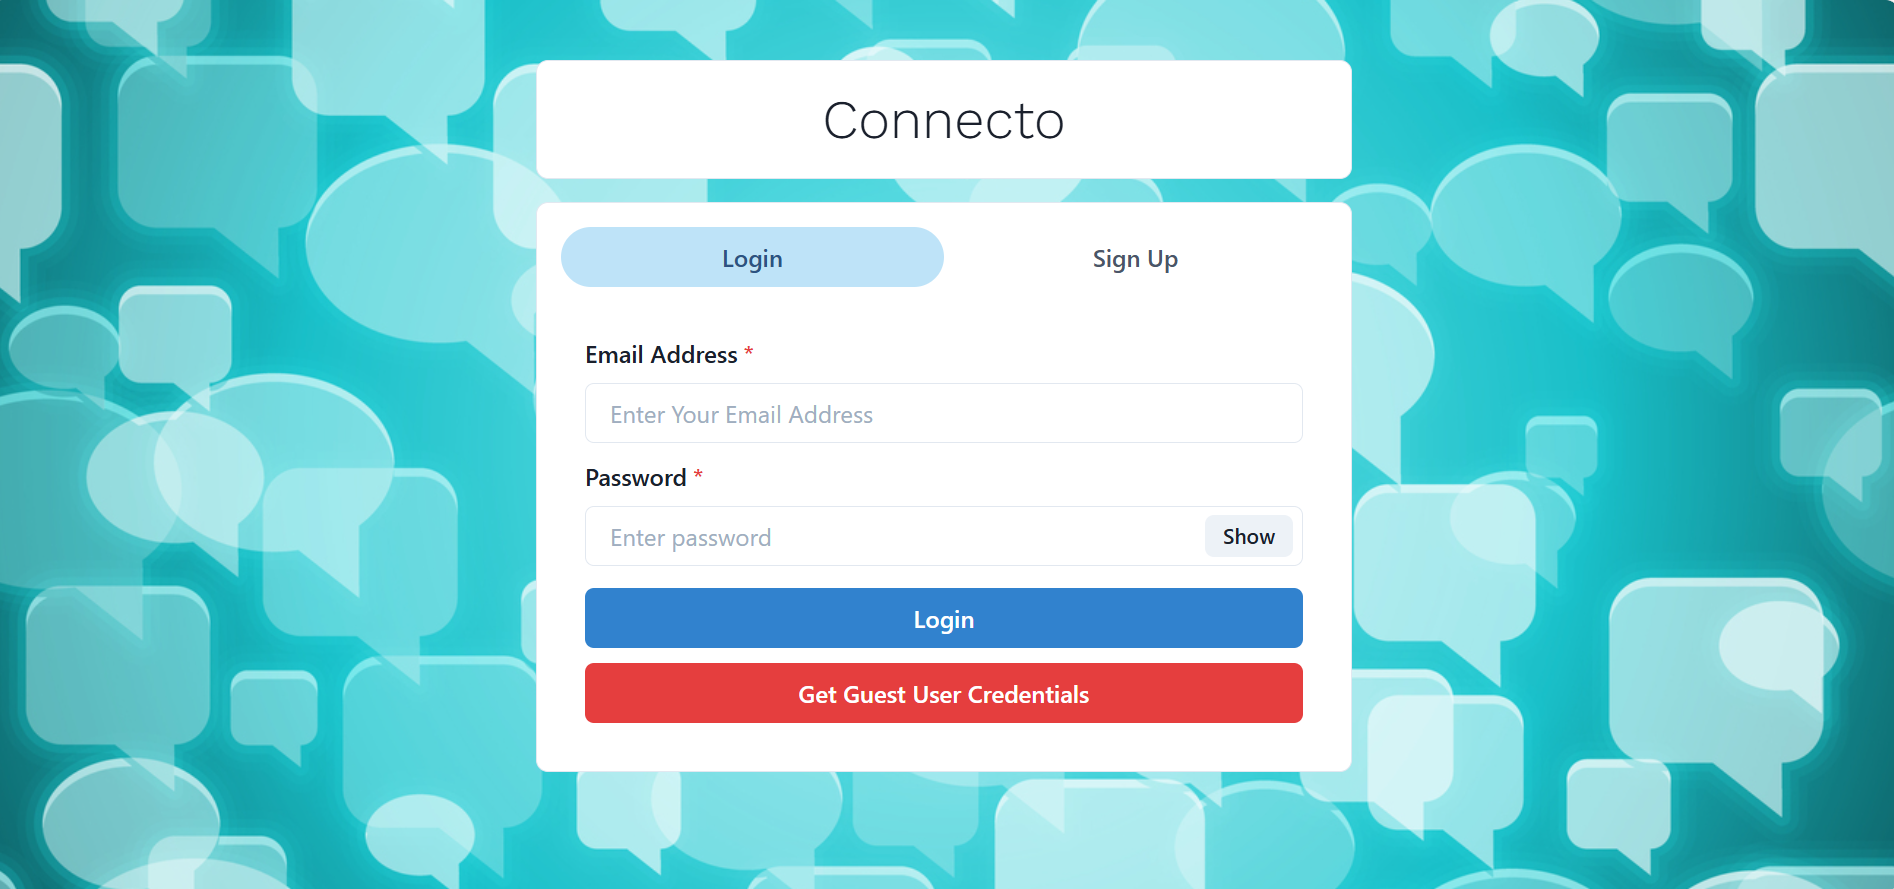 Connecto
Login
Sign Up
Email Address *
Enter Your Email Address
Password *
Enter password
Show
Login
Get Guest User Credentials